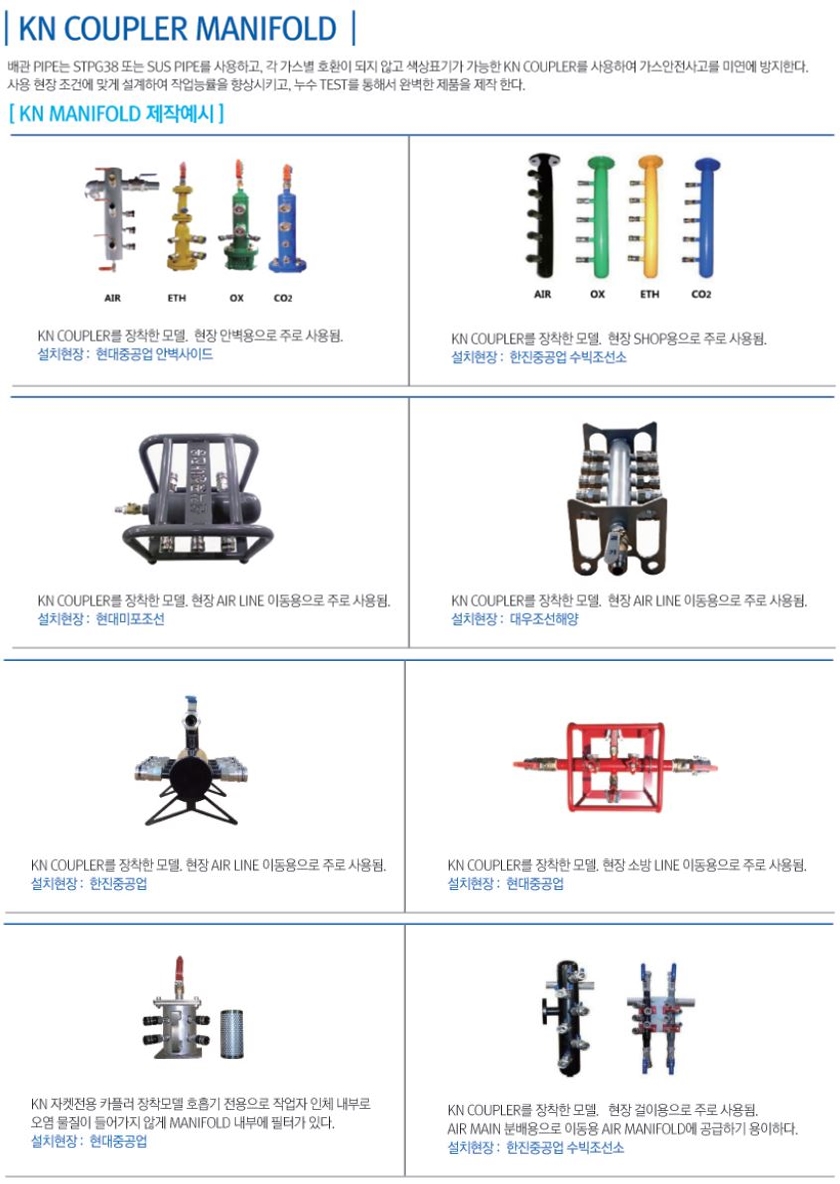 KN COUPLER MANIFOLD
배관 PIPE는 STPG38 또는 SUS PIPE를 사용하고, 각 가스별 호환이 되지 않고 색상표기가 가능한 KN COUPLER를 사용하여 가스안전사고를 미연에 방지한다.
사용 현장 조건에 맞게 설계하여 작업능률을 향상시키고, 누수 TEST를 통해서 완벽한 제품을 제작 한다.
[ KN MANIFOLD 제작예시 ]
AIR ETH OX CO2
KN COUPLER를 장착한 모델. 현장 안벽용으로 주로 사용됨.
설치현장 : 현대중공업 안벽사이드
AIR OX ETH CO2
KN COUPLER를 장착한 모델. 현장 SHOP용으로 주로 사용됨.
설치현장 : 한진중공업 수빅조선소
KN COUPLER를 장착한 모델. 현장 AIR LINE 이동용으로 주로 사용됨.
설치현장 : 현대미포조선
KN COUPLER를 장착한 모델. 현장 AIR LINE 이동용으로 주로 사용됨.
설치현장 : 대우조선해양
KN COUPLER를 장착한 모델. 현장 AIR LINE 이동용으로 주로 사용됨.
설치현장 : 한진중공업
KN COUPLER를 장착한 모델. 현장 소방 LINE 이동용으로 주로 사용됨.
설치현장 : 현대중공업
KN 자켓전용 카플러 장착모델 호흡기 전용으로 작업자 인체 내부로
오염 물질이 들어가지 않게 MANIFOLD 내부에 필터가 있다.
설치현장 : 현대중공업
KN COUPLER를 장착한 모델. 현장 걸이용으로 주로 사용됨.
AIR MAIN 분배용으로 이동용 AIR MANIFOLD에 공급하기 용이하다.
설치현장 : 한진중공업 수빅조선소